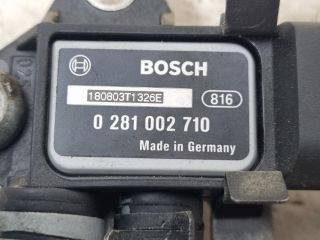 BOSCH
180803T1326E 816
0 281 002 710
Made in Germany